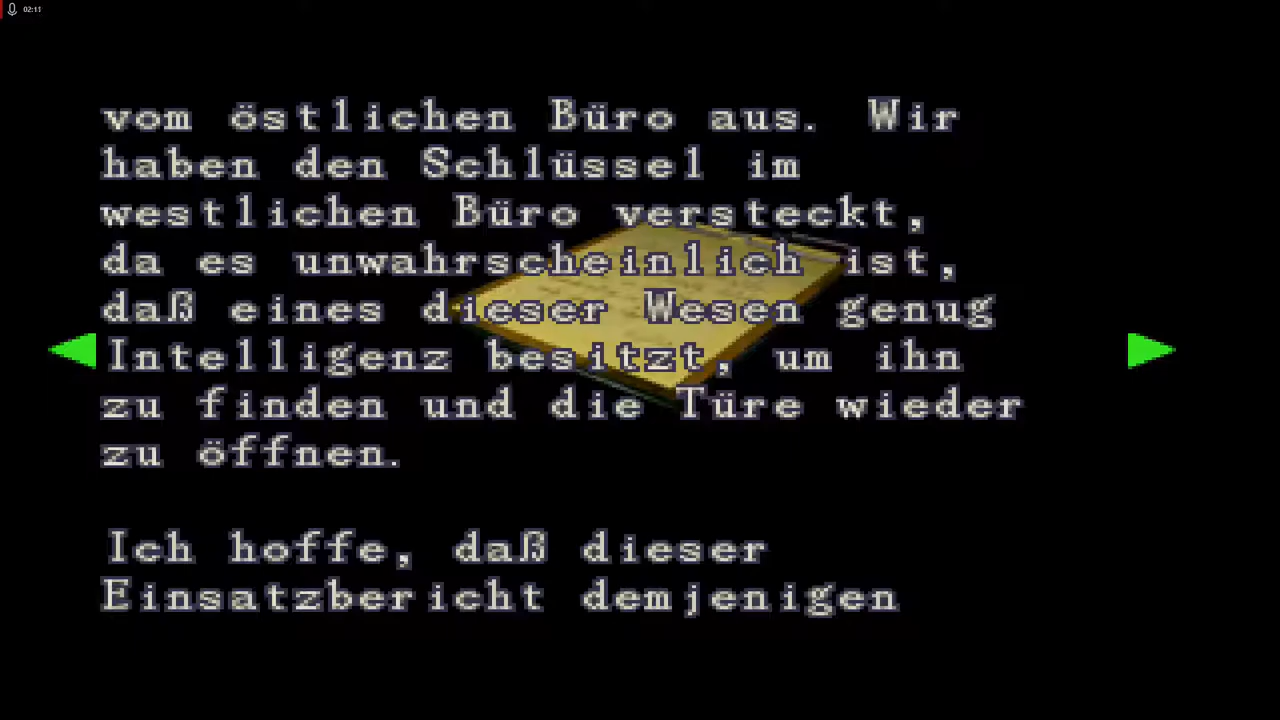 02:11
vom östlichen Büro aus. Wir
haben den Schlüssel im
westlichen Büro versteckt,
da es unwahrscheinlich ist,
daß eines dieser Wesen genug
Intelligenz besitzt, um ihn
zu finden und die Türe wieder
zu öffnen.
Ich hoffe, daß dieser
Einsatzbericht demjenigen